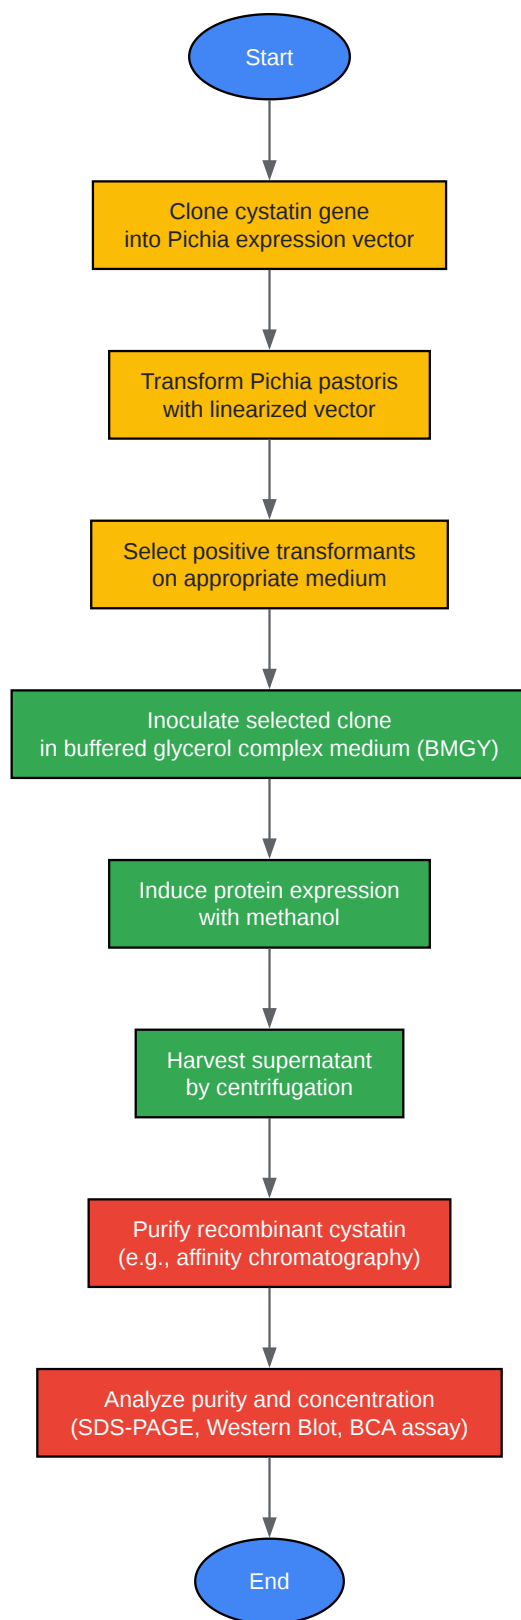 Start
Clone cystatin gene
into Pichia expression vector
Transform Pichia pastoris
with linearized vector
Select positive transformants
on appropriate medium
Inoculate selected clone
in buffered glycerol complex medium (BMGY)
Induce protein expression
with methanol
Harvest supernatant
by centrifugation
Purify recombinant cystatin
(e.g., affinity chromatography)
Analyze purity and concentration
(SDS-PAGE, Western Blot, BCA assay)
End